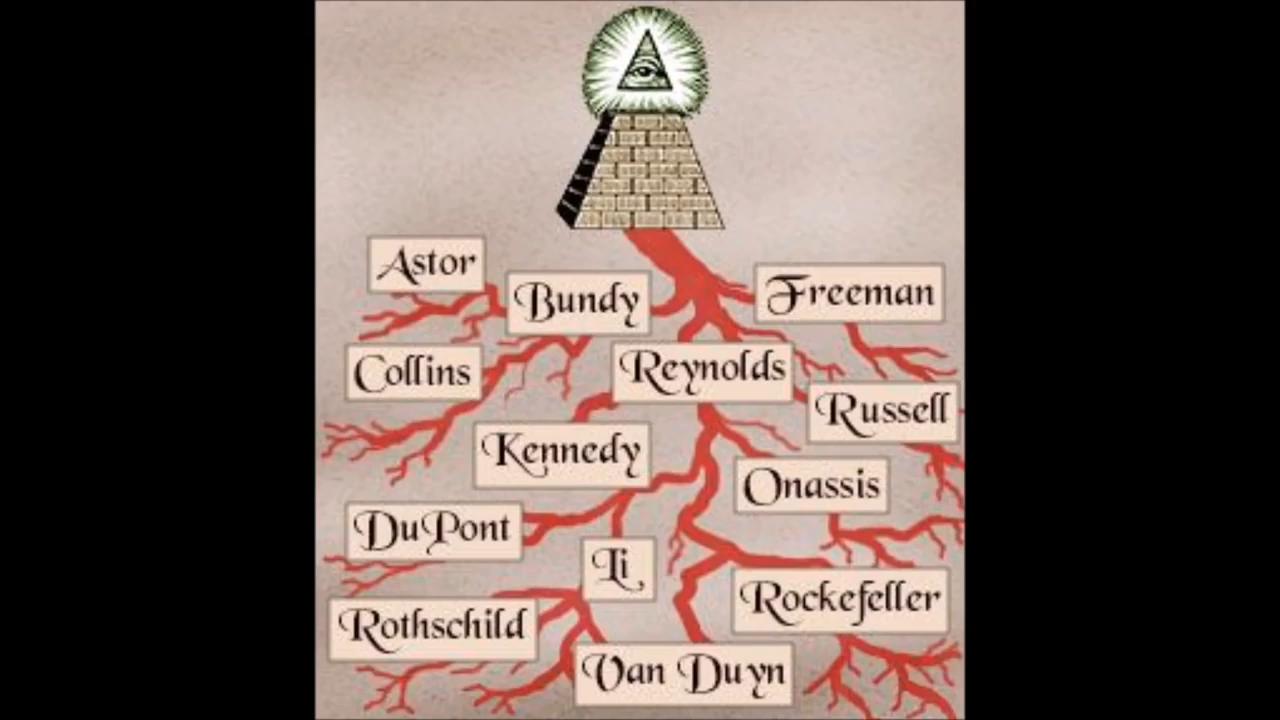 Astor
Bundy
Freeman
Collins
Reynolds
Russell
Kennedy
Onassis
DuPont
Li
Rockefeller
Rothschild
Van Duyn